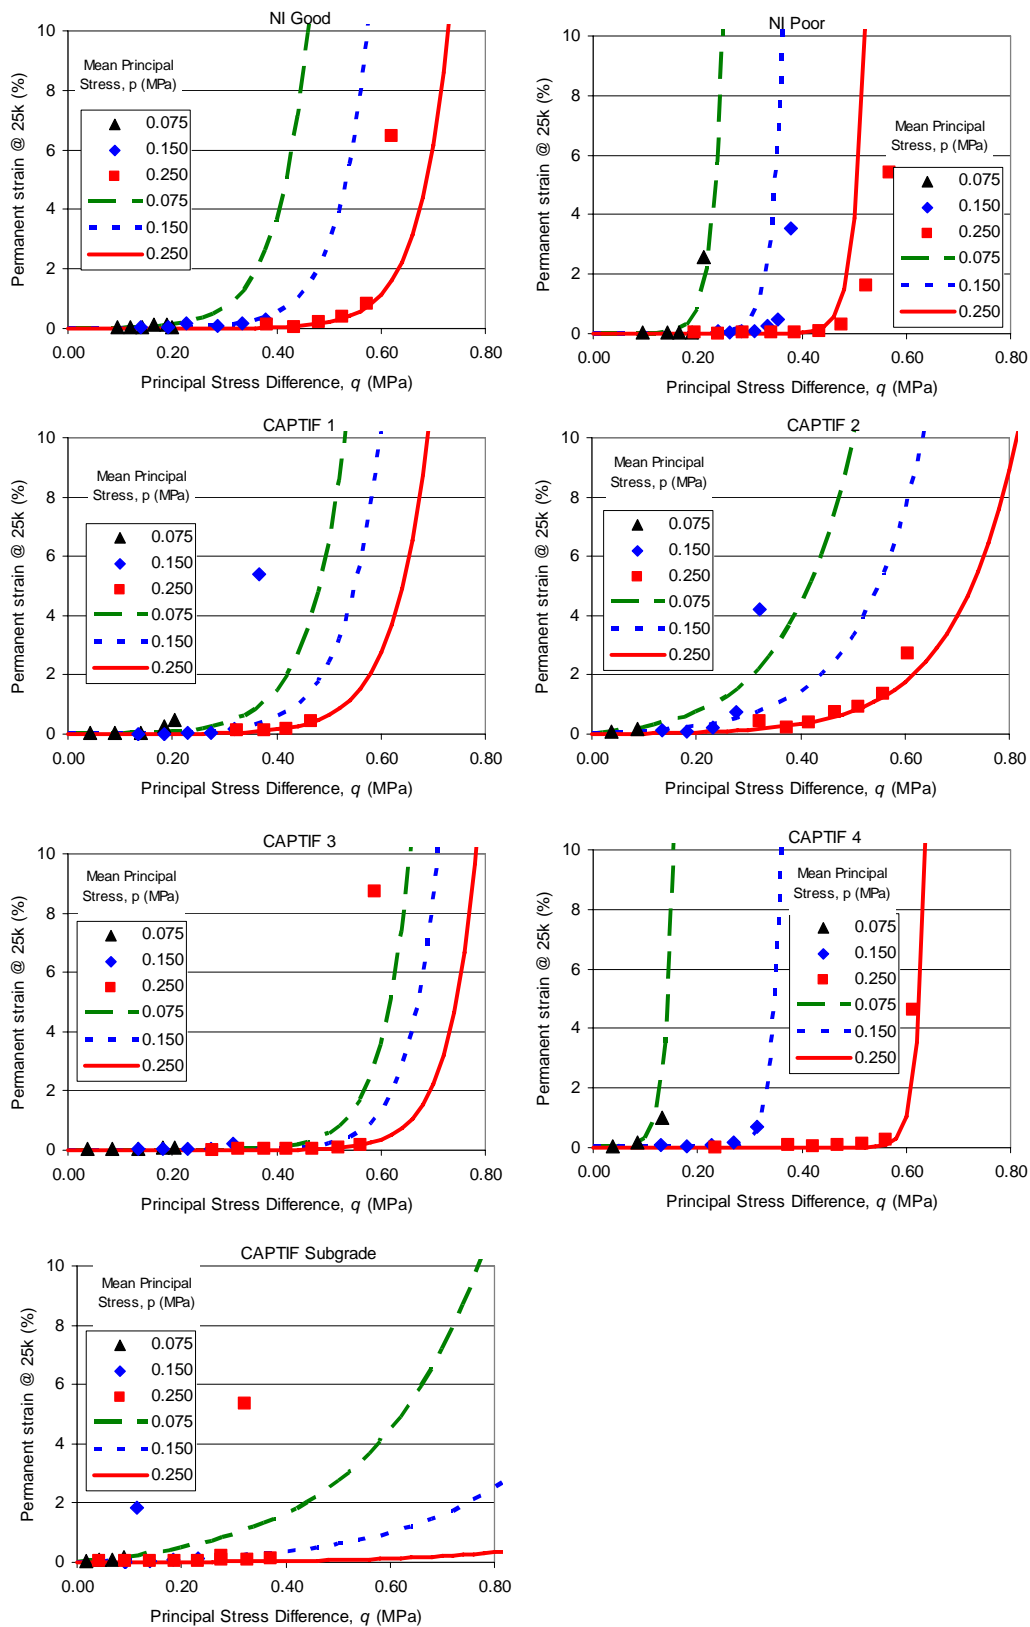 NI Good
Permanent strain @ 25k (%)
10
8
6
4
2
0
Mean Principal
Stress, p (MPa)
0.075
0.150
0.250
0.075
0.150
0.250
0.00 0.20 0.40 0.60 0.80
Principal Stress Difference, q (MPa)
NI Poor
Permanent strain @ 25k (%)
10
8
6
4
2
0
Mean Principal
Stress, p (MPa)
0.075
0.150
0.250
0.075
0.150
0.250
0.00 0.20 0.40 0.60 0.80
Principal Stress Difference, q (MPa)
CAPTIF 1
Permanent strain @ 25k (%)
10
8
6
4
2
0
Mean Principal
Stress, p (MPa)
0.075
0.150
0.250
0.075
0.150
0.250
0.00 0.20 0.40 0.60 0.80
Principal Stress Difference, q (MPa)
CAPTIF 2
Permanent strain @ 25k (%)
10
8
6
4
2
0
Mean Principal
Stress, p (MPa)
0.075
0.150
0.250
0.075
0.150
0.250
0.00 0.20 0.40 0.60 0.80
Principal Stress Difference, q (MPa)
CAPTIF 3
Permanent strain @ 25k (%)
10
8
6
4
2
0
Mean Principal
Stress, p (MPa)
0.075
0.150
0.250
0.075
0.150
0.250
0.00 0.20 0.40 0.60 0.80
Principal Stress Difference, q (MPa)
CAPTIF 4
Permanent strain @ 25k (%)
10
8
6
4
2
0
Mean Principal
Stress, p (MPa)
0.075
0.150
0.250
0.075
0.150
0.250
0.00 0.20 0.40 0.60 0.80
Principal Stress Difference, q (MPa)
CAPTIF Subgrade
Permanent strain @ 25k (%)
10
8
6
4
2
0
Mean Principal
Stress, p (MPa)
0.075
0.150
0.250
0.075
0.150
0.250
0.00 0.20 0.40 0.60 0.80
Principal Stress Difference, q (MPa)